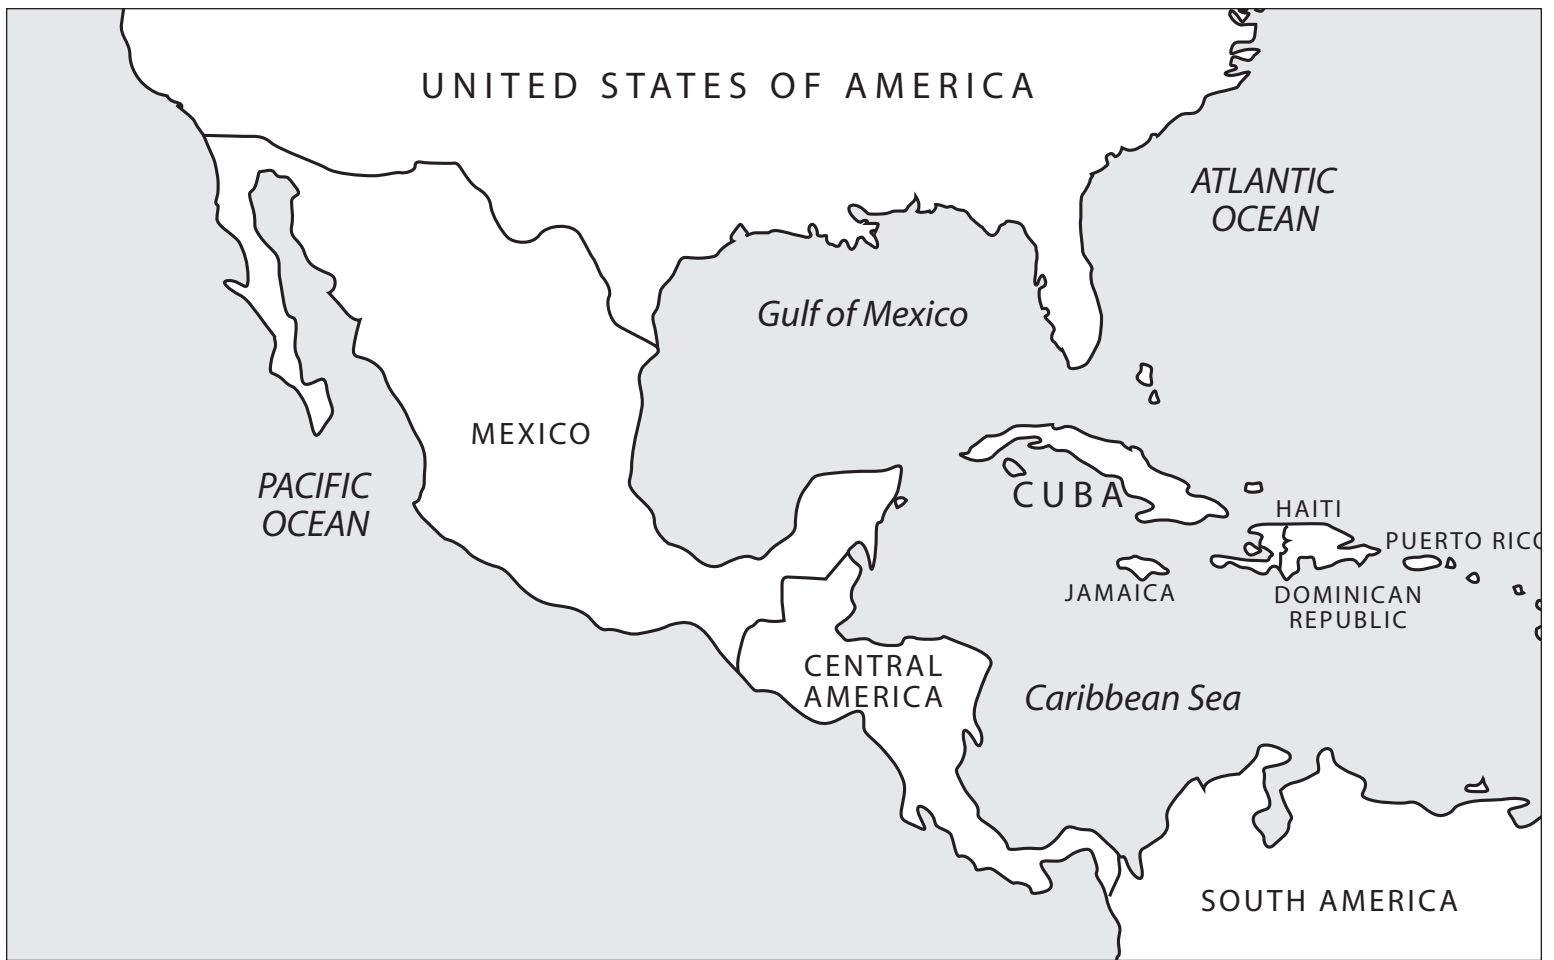 UNITED STATES OF AMERICA
ATLANTIC
OCEAN
Gulf of Mexico
MEXICO
PACIFIC
OCEAN
CUBA
HAITI
PUERTO RICO
JAMAICA
DOMINICAN
REPUBLIC
CENTRAL
AMERICA
Caribbean Sea
SOUTH AMERICA